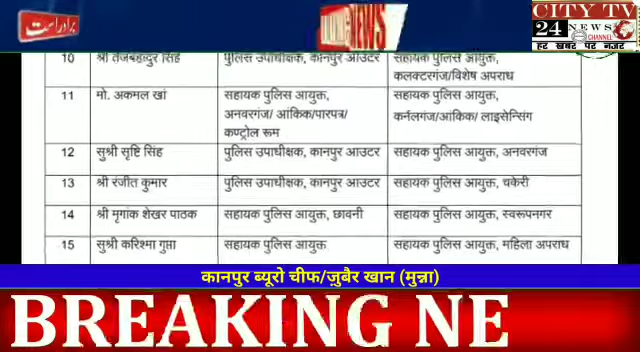 براہ راست
NEWS
CITY TV
24 NEWS
CHANNEL
हर खबर पर नजर
10 श्री तेजबहादुर सिंह पुलिस उपाधीक्षक, कानपुर आउटर सहायक पुलिस आयुक्त,
कलक्टरगंज/विशेष अपराध
11 मो. अकमल खां सहायक पुलिस आयुक्त, सहायक पुलिस आयुक्त,
अनवरगंज/ आंकिक/पारपत्र/ कर्नलगंज/आंकिक/ लाइसेन्सिंग
कण्ट्रोल रूम
12 सुश्री सृष्टि सिंह पुलिस उपाधीक्षक, कानपुर आउटर सहायक पुलिस आयुक्त, अनवरगंज
13 श्री रंजीत कुमार पुलिस उपाधीक्षक, कानपुर आउटर सहायक पुलिस आयुक्त, चकेरी
14 श्री मृगांक शेखर पाठक सहायक पुलिस आयुक्त, छावनी सहायक पुलिस आयुक्त, स्वरूपनगर
15 सुश्री करिश्मा गुप्ता सहायक पुलिस आयुक्त सहायक पुलिस आयुक्त, महिला अपराध
कानपुर ब्यूरो चीफ/ज़ुबैर खान (मुन्ना)
BREAKING NE